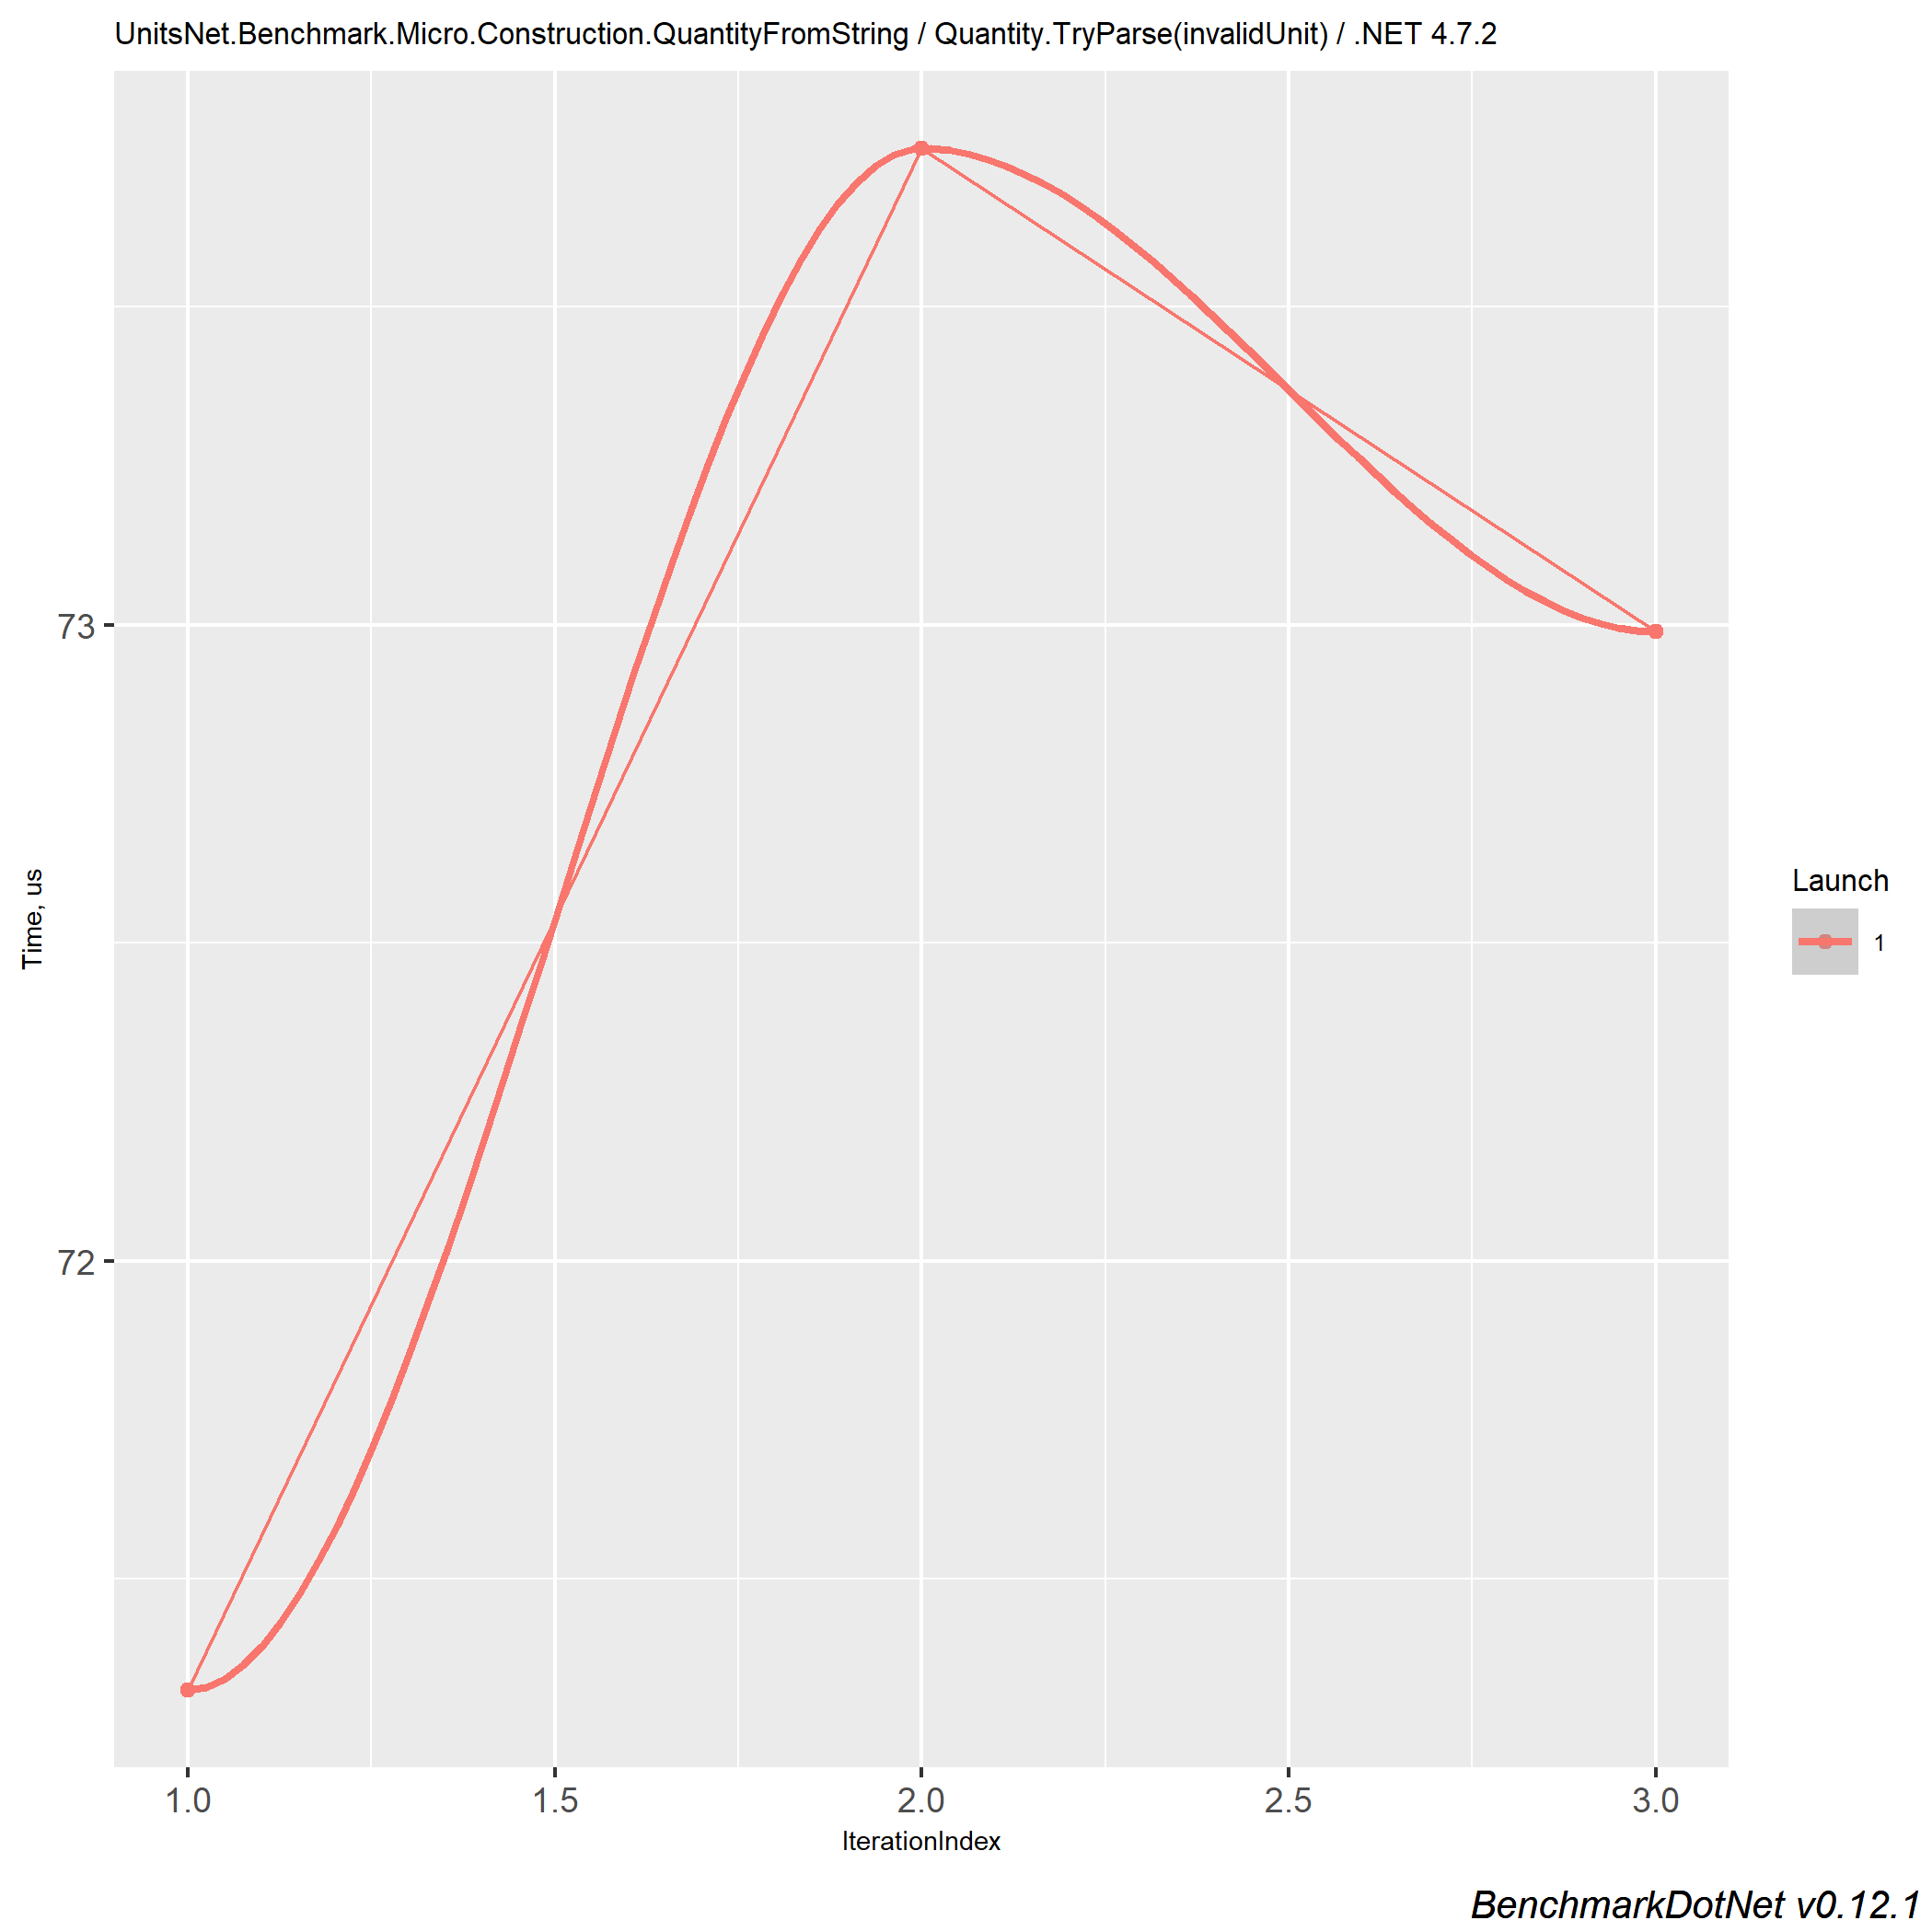 UnitsNet.Benchmark.Micro.Construction.QuantityFromString / Quantity.TryParse(invalidUnit) / .NET 4.7.2
73
72
Time, us
1.0 1.5 2.0 2.5 3.0
IterationIndex
Launch
1
BenchmarkDotNet v0.12.1